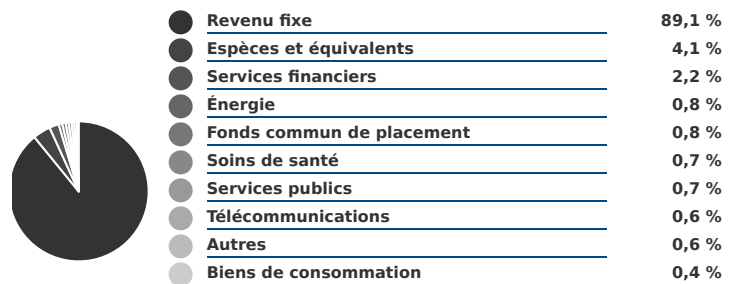 Revenu fixe 89,1 %
Espèces et équivalents 4,1 %
Services financiers 2,2 %
Énergie 0,8 %
Fonds commun de placement 0,8 %
Soins de santé 0,7 %
Services publics 0,7 %
Télécommunications 0,6 %
Autres 0,6 %
Biens de consommation 0,4 %